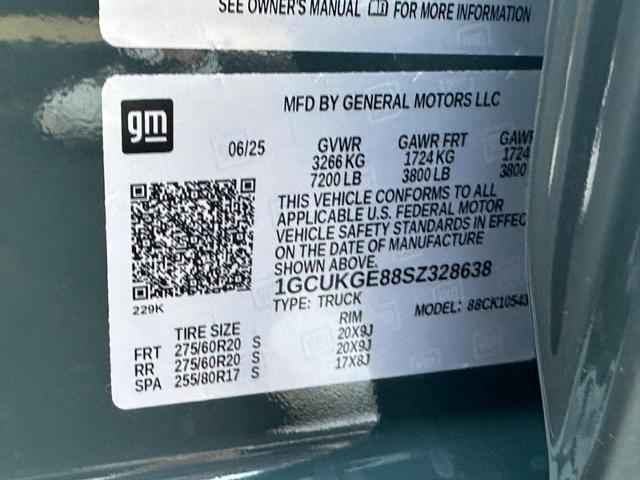 SEE OWNER'S MANUAL FOR MORE INFORMATION
gm
MFD BY GENERAL MOTORS LLC
06/25 GVWR GAWR FRT GAWR
3266 KG 1724 KG 1724
7200 LB 3800 LB 3800
THIS VEHICLE CONFORMS TO ALL
APPLICABLE U.S. FEDERAL MOTOR
VEHICLE SAFETY STANDARDS IN EFFEC
ON THE DATE OF MANUFACTURE
SHOWN ABOVE.
1GCUKGE88SZ328638
229K
TYPE: TRUCK MODEL: 88CK10543
TIRE SIZE RIM
FRT 275/60R20 S 20X9J
RR 275/60R20 S 20X9J
SPA 255/80R17 S 17X8J